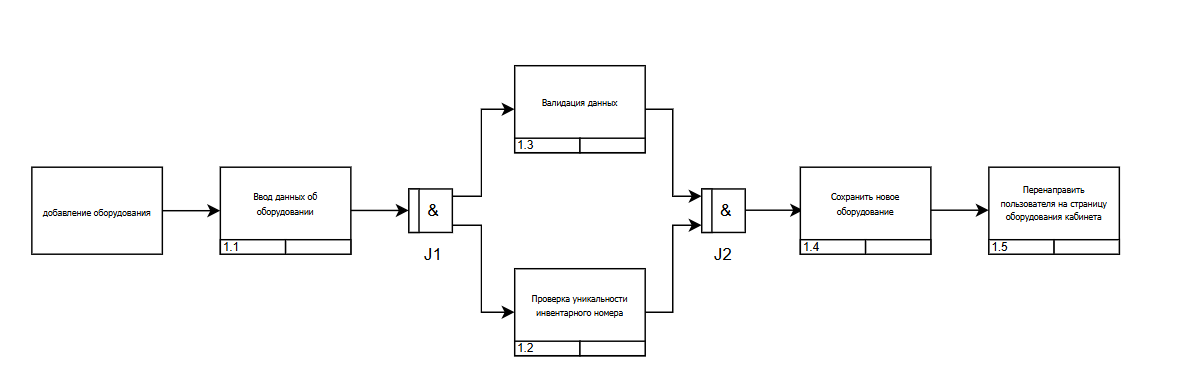 Валидация данных
1.3
добавление оборудования
Ввод данных об
оборудовании
1.1
&
J1
&
J2
Сохранить новое
оборудование
1.4
Перенаправить
пользователя на страницу
оборудования кабинета
1.5
Проверка уникальности
инвентарного номера
1.2